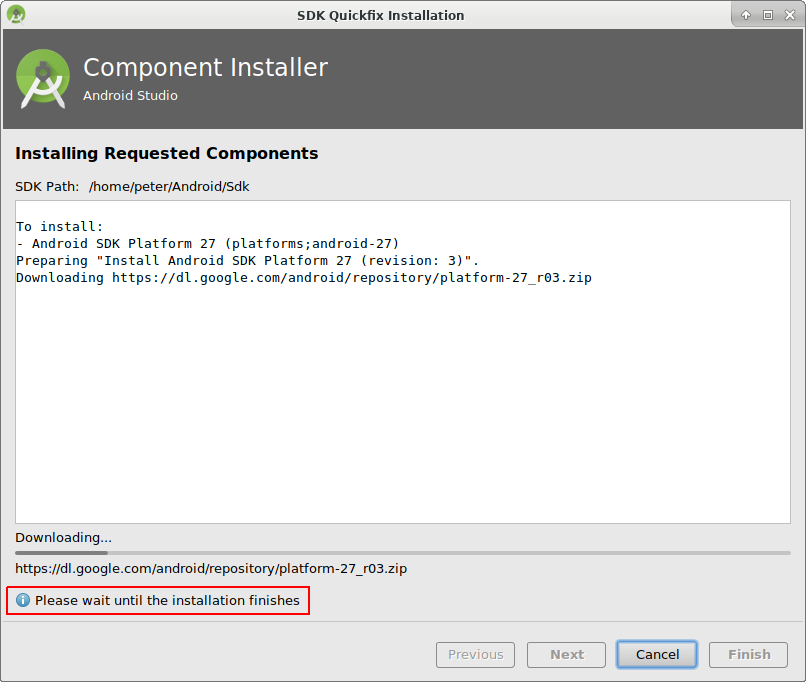 SDK Quickfix Installation
Component Installer
Android Studio
Installing Requested Components
SDK Path: /home/peter/Android/Sdk
To install:
- Android SDK Platform 27 (platforms;android-27)
Preparing "Install Android SDK Platform 27 (revision: 3)".
Downloading https://dl.google.com/android/repository/platform-27_r03.zip
Downloading...
https://dl.google.com/android/repository/platform-27_r03.zip
Please wait until the installation finishes
Previous Next Cancel Finish